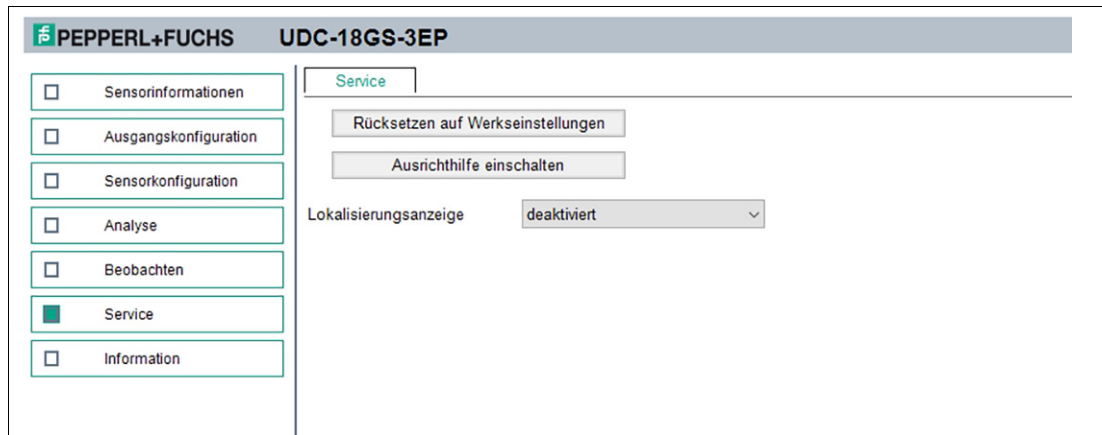 PEPPERL+FUCHS UDC-18GS-3EP
Sensorinformationen
Ausgangskonfiguration
Sensorkonfiguration
Analyse
Beobachten
Service
Information
Service
Rücksetzen auf Werkseinstellungen
Ausrichthilfe einschalten
Lokalisierungsanzeige deaktiviert